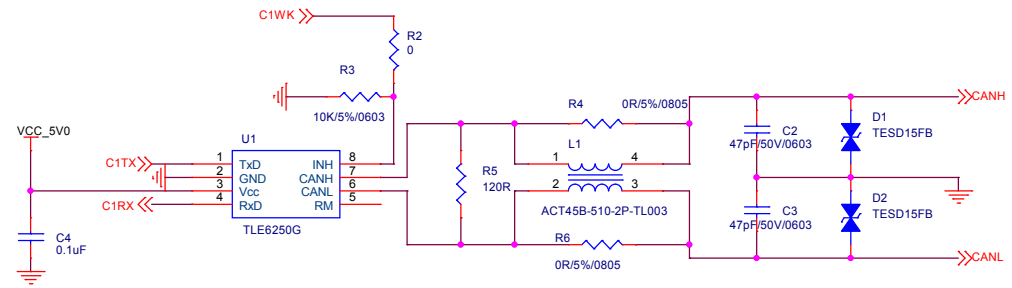 C1WK
R2
0
R3
10K/5%/0603
R4
0R/5%/0805
CANH
VCC_5V0
U1
C1TX
1
TxD
INH
8
2
GND
CANH
7
3
Vcc
CANL
6
C1RX
4
RxD
RM
5
TLE6250G
R5
120R
L1
1
4
2
3
ACT45B-510-2P-TL003
R6
0R/5%/0805
C2
47pF/50V/0603
D1
TESD15FB
C3
47pF/50V/0603
D2
TESD15FB
C4
0.1uF
CANL